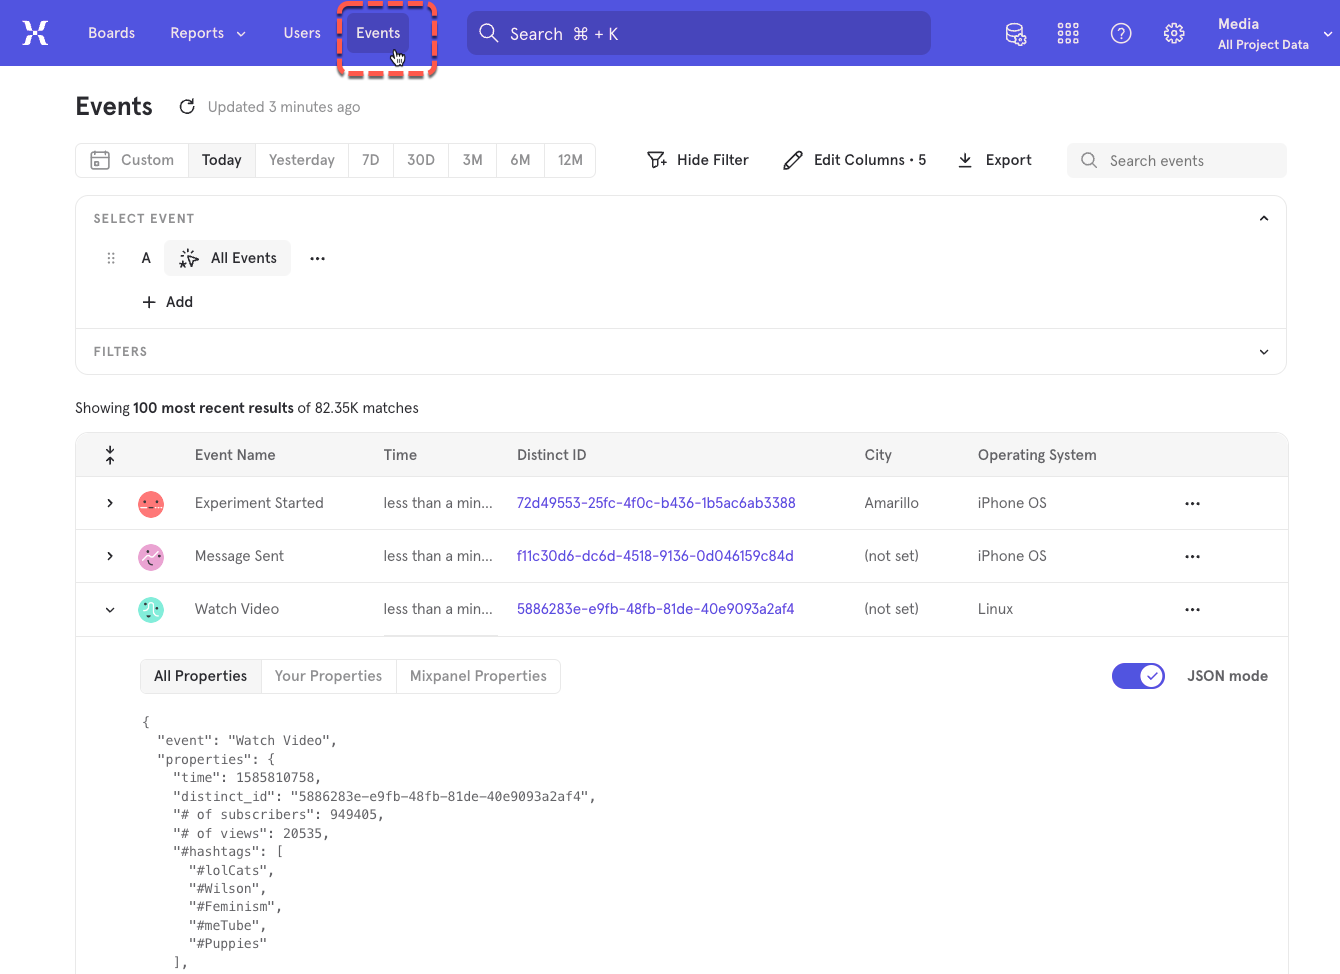 Boards Reports Users Events Search ⌘ + K Media
All Project Data
Events Updated 3 minutes ago
Custom Today Yesterday 7D 30D 3M 6M 12M Hide Filter Edit Columns • 5 Export Search events
SELECT EVENT
A All Events ...
+ Add
FILTERS
Showing 100 most recent results of 82.35K matches
Event Name Time Distinct ID City Operating System
Experiment Started less than a min... 72d49553-25fc-4f0c-b436-1b5ac6ab3388 Amarillo iPhone OS ...
Message Sent less than a min... f11c30d6-dc6d-4518-9136-0d046159c84d (not set) iPhone OS ...
Watch Video less than a min... 5886283e-e9fb-48fb-81de-40e9093a2af4 (not set) Linux ...
All Properties Your Properties Mixpanel Properties JSON mode
{
"event": "Watch Video",
"properties": {
"time": 1585810758,
"distinct_id": "5886283e-e9fb-48fb-81de-40e9093a2af4",
"# of subscribers": 949405,
"# of views": 20535,
"#hashtags": [
"#lolCats",
"#Wilson",
"#Feminism",
"#meTube",
"#Puppies"
],